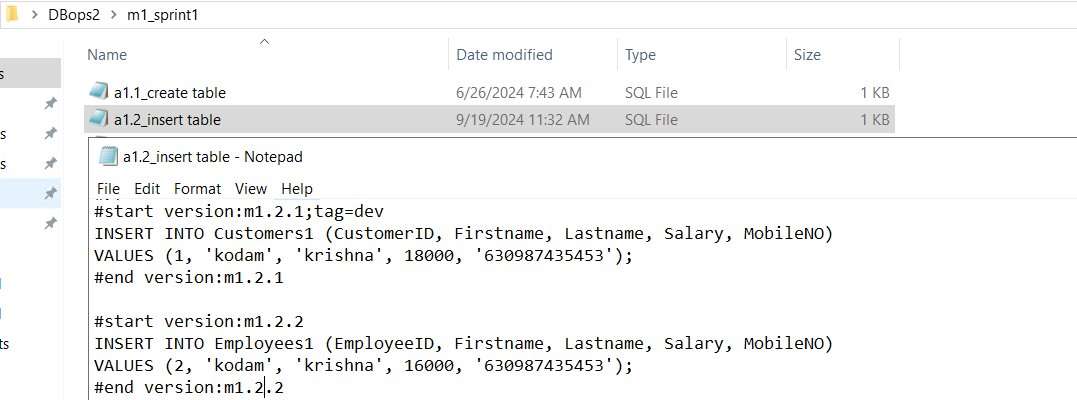 DBops2 > m1_sprint1
Name Date modified Type Size
s
a1.1_create table 6/26/2024 7:43 AM SQL File 1 KB
a1.2_insert table 9/19/2024 11:32 AM SQL File 1 KB
s
a1.2_insert table - Notepad
s
File Edit Format View Help
#start version:m1.2.1;tag=dev
INSERT INTO Customers1 (CustomerID, Firstname, Lastname, Salary, MobileNO)
VALUES (1, 'kodam', 'krishna', 18000, '630987435453');
#end version:m1.2.1
#start version:m1.2.2
INSERT INTO Employees1 (EmployeeID, Firstname, Lastname, Salary, MobileNO)
ts
VALUES (2, 'kodam', 'krishna', 16000, '630987435453');
#end version:m1.2.2